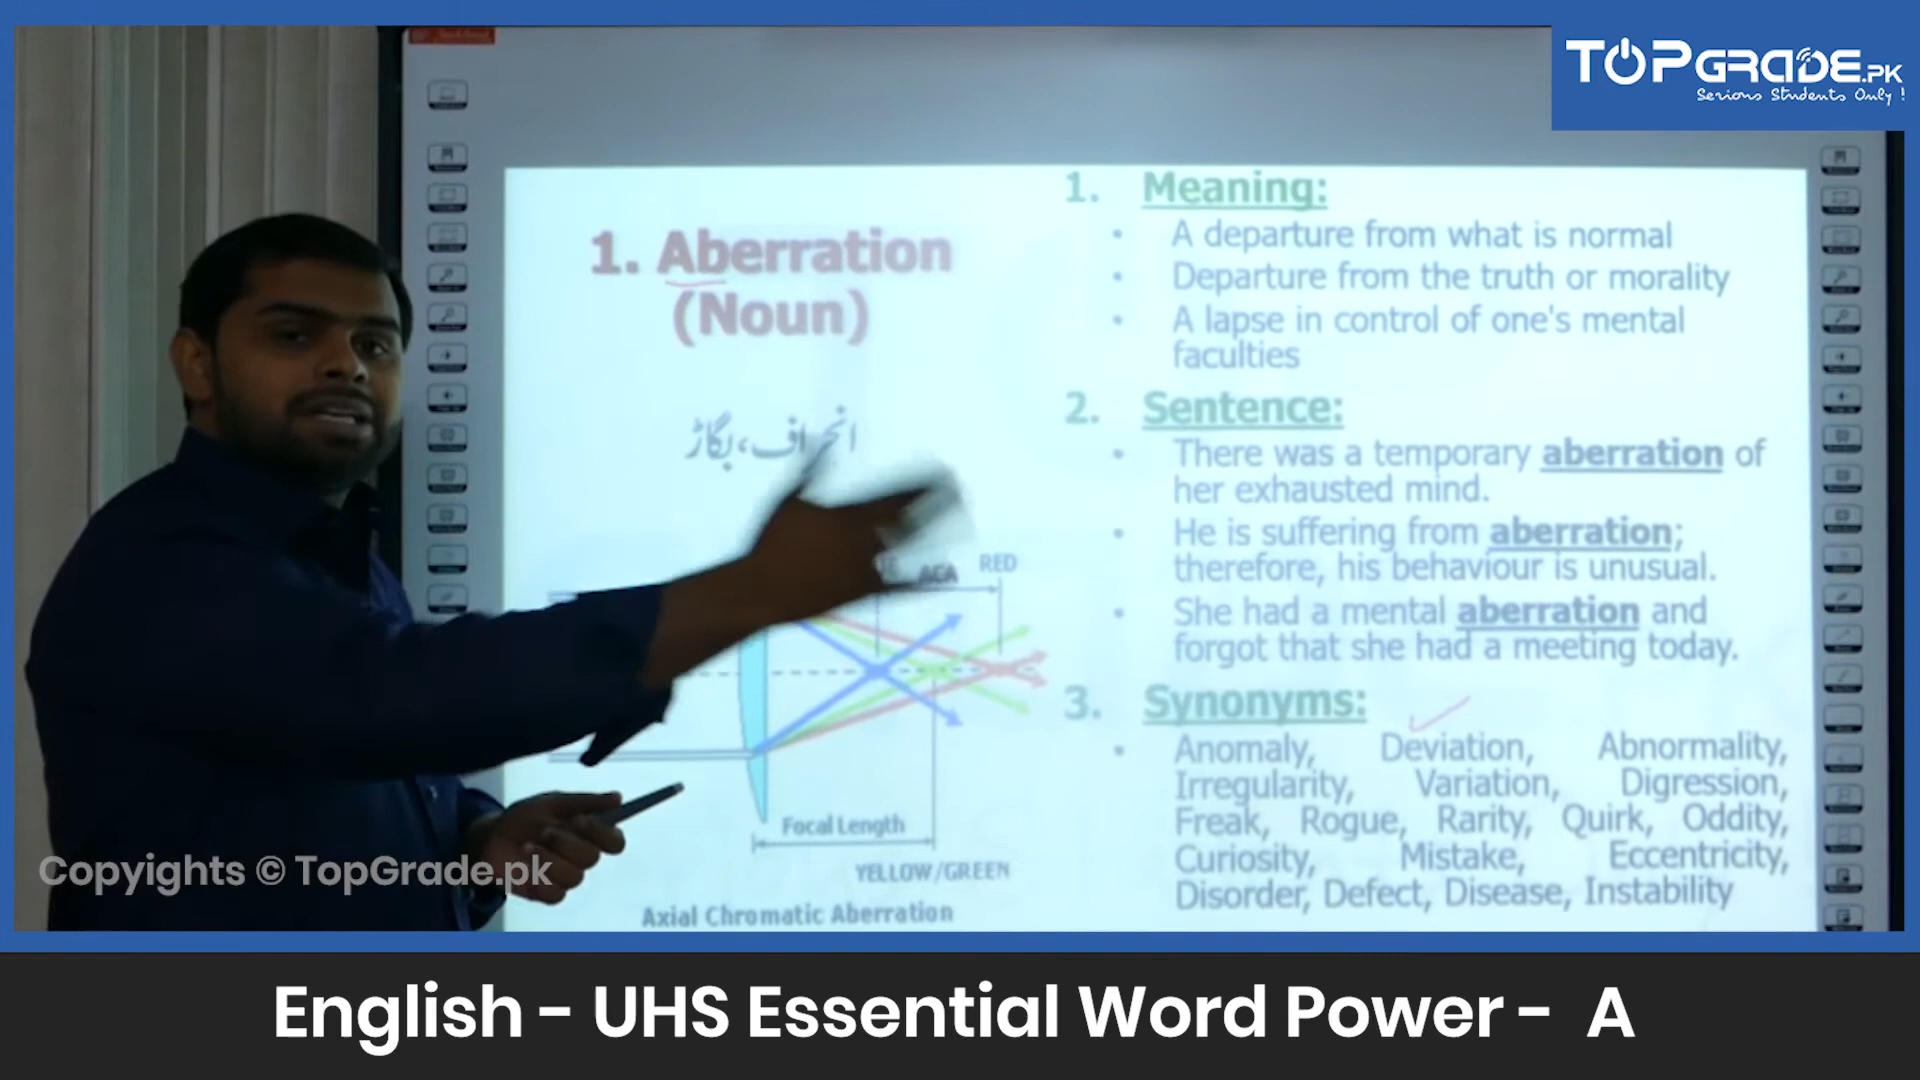 TOPGRADE.PK
Serious Students Only !
1. Aberration
(Noun)
انحراف، بگاڑ
ACA
RED
Focal Length
YELLOW/GREEN
Axial Chromatic Aberration
1. Meaning:
• A departure from what is normal
• Departure from the truth or morality
• A lapse in control of one's mental
faculties
2. Sentence:
• There was a temporary aberration of
her exhausted mind.
• He is suffering from aberration;
therefore, his behaviour is unusual.
• She had a mental aberration and
forgot that she had a meeting today.
3. Synonyms:
• Anomaly, Deviation, Abnormality,
Irregularity, Variation, Digression,
Freak, Rogue, Rarity, Quirk, Oddity,
Curiosity, Mistake, Eccentricity,
Disorder, Defect, Disease, Instability
Copyights © TopGrade.pk
English - UHS Essential Word Power - A